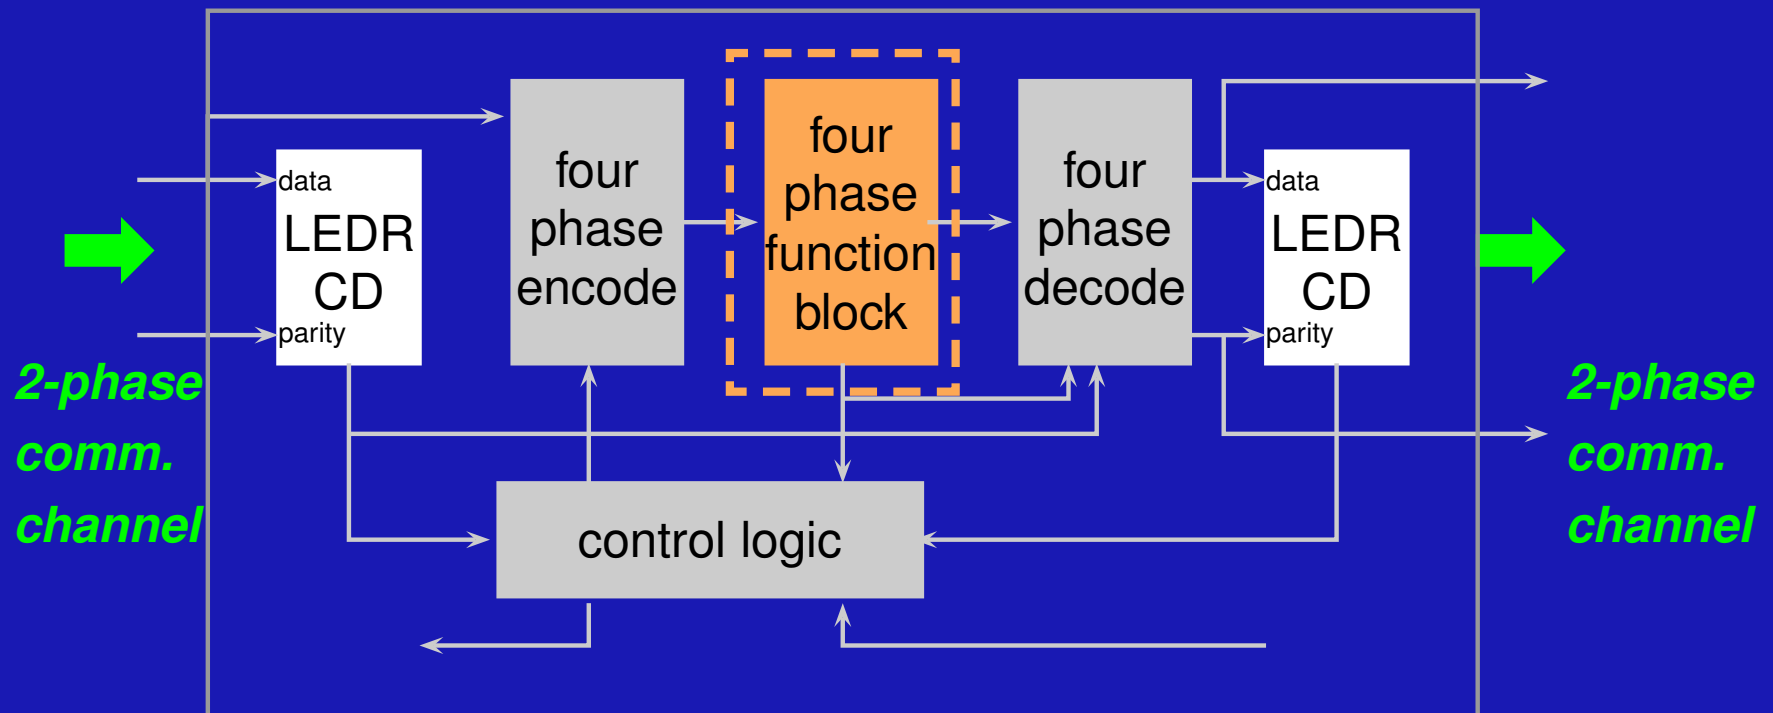 2-phase
comm.
channel
data
LEDR
CD
parity
four
phase
encode
four
phase
function
block
four
phase
decode
data
LEDR
CD
parity
control logic
2-phase
comm.
channel